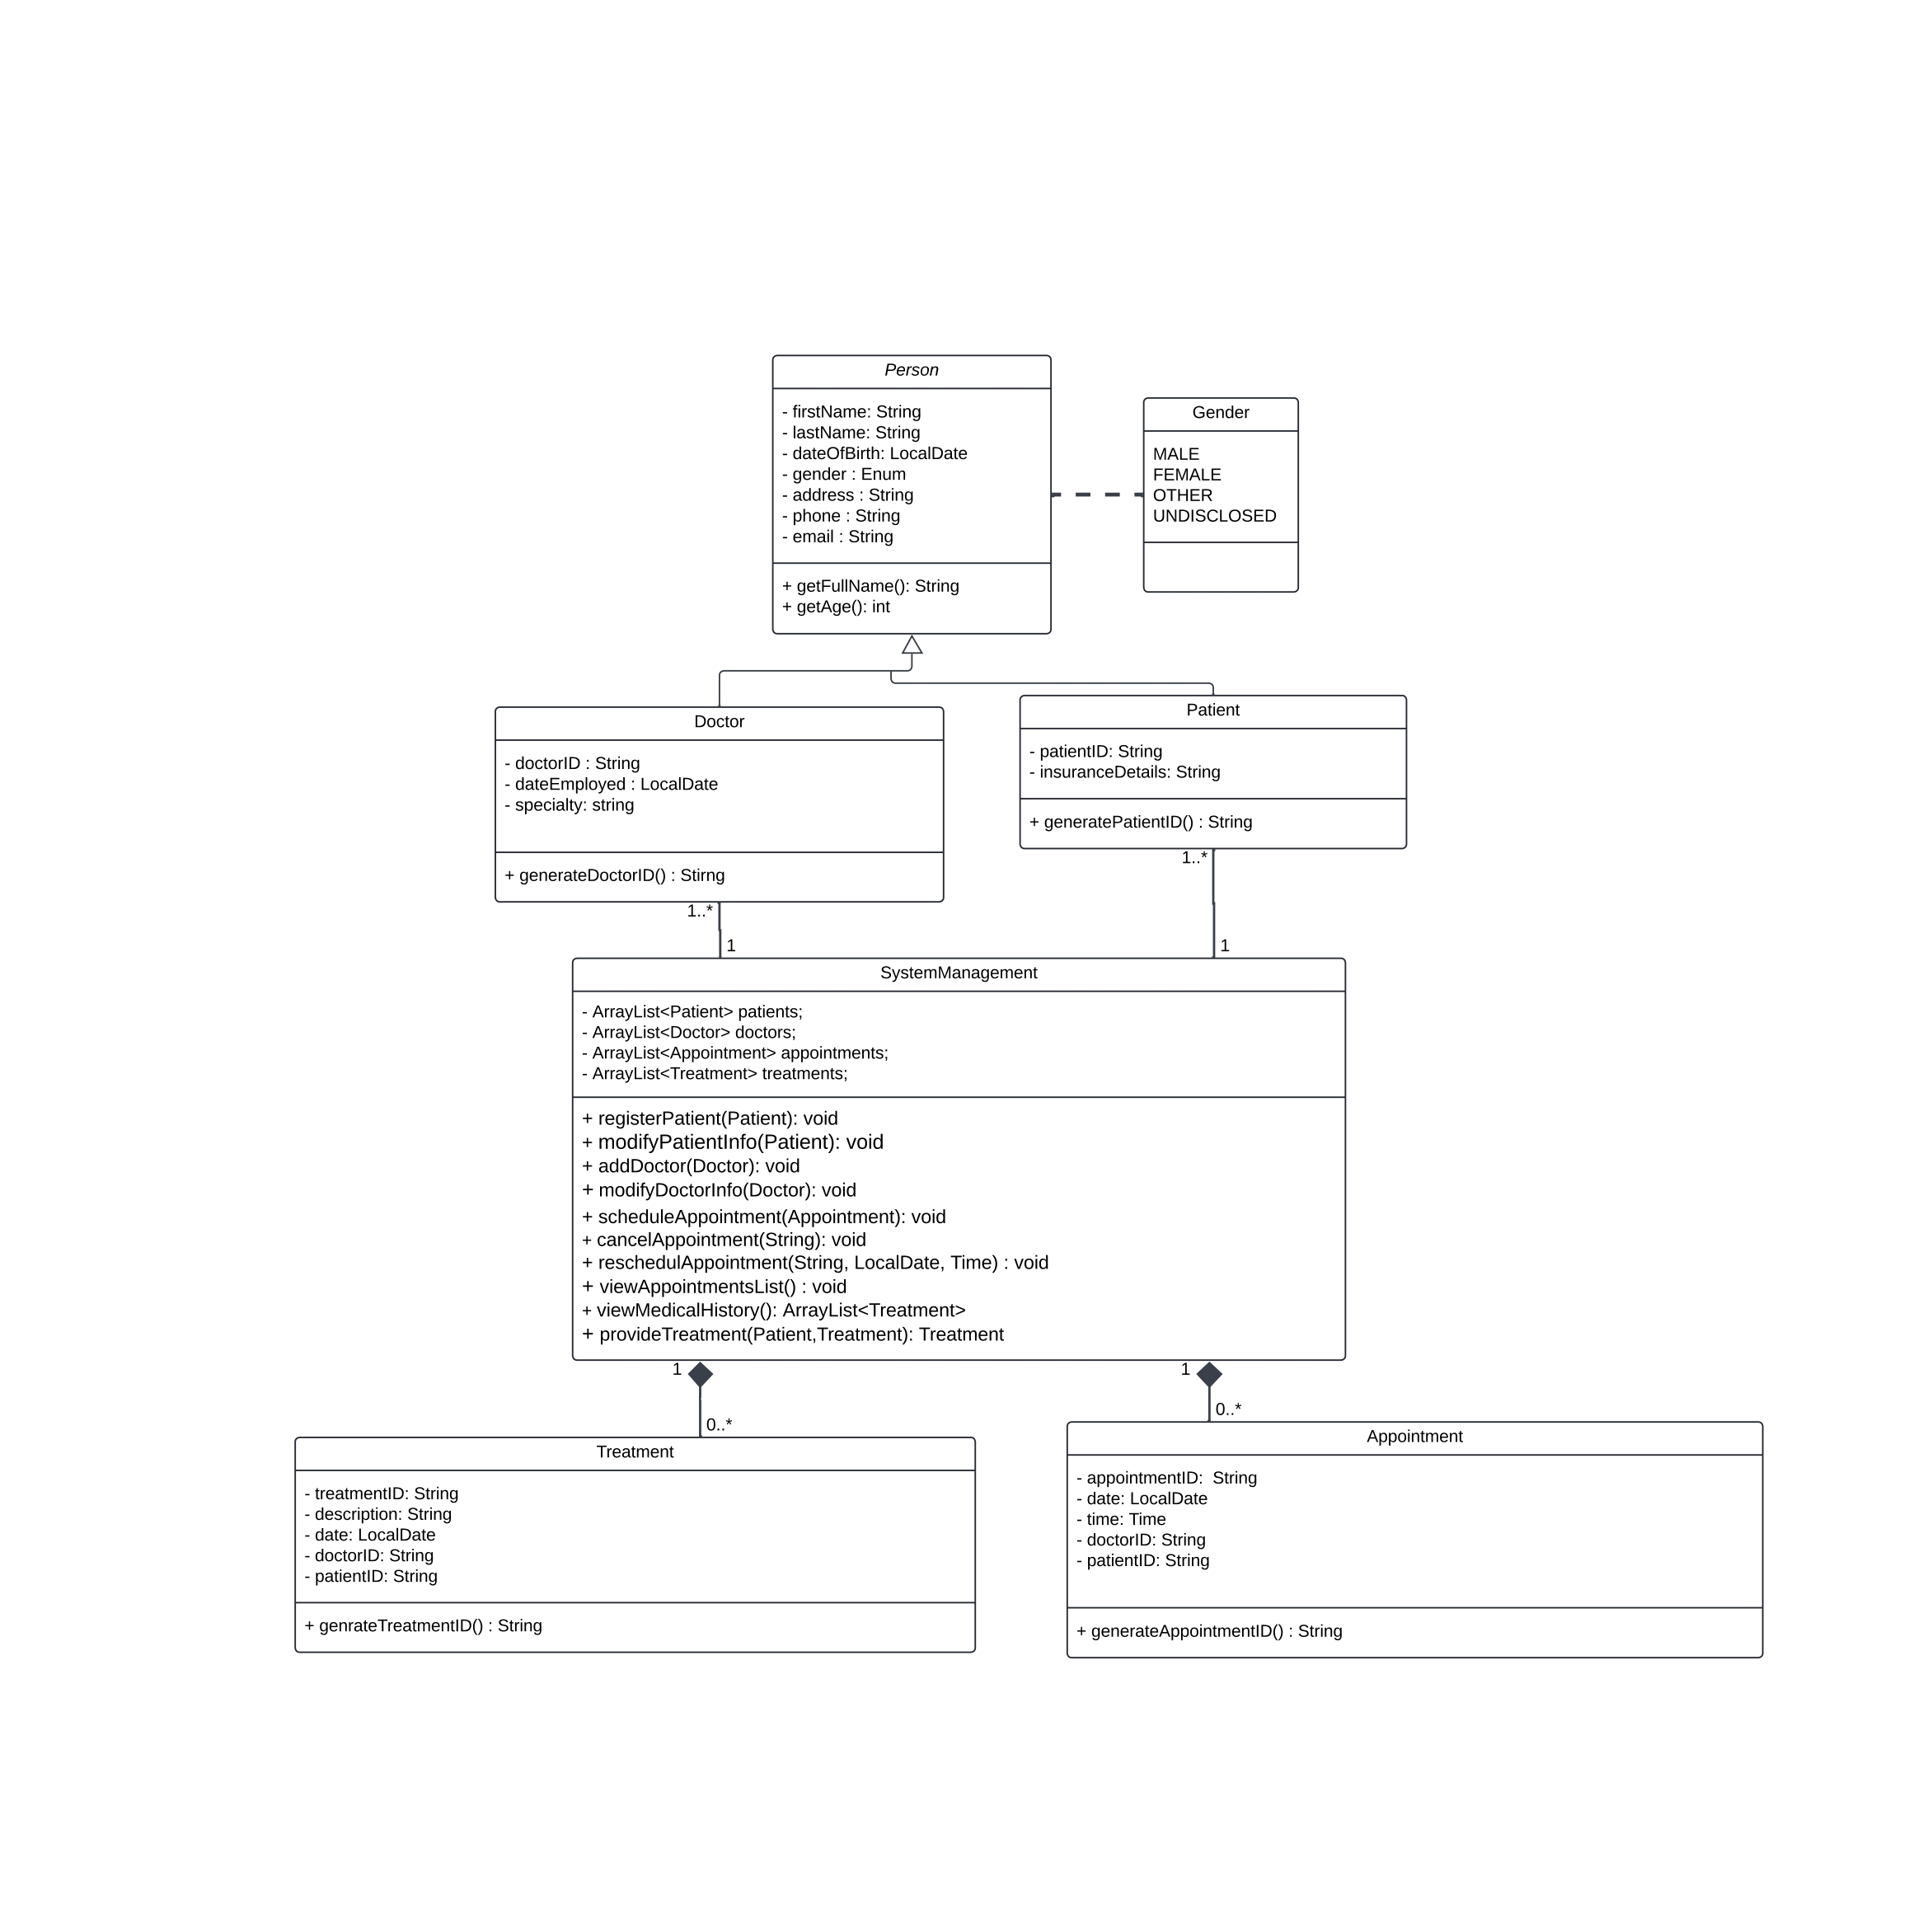 Person
- firstName: String
- lastName: String
- dateOfBirth: LocalDate
- gender : Enum
- address : String
- phone : String
- email : String
+ getFullName(): String
+ getAge(): int
Gender
MALE
FEMALE
OTHER
UNDISCLOSED
Doctor
- doctorID : String
- dateEmployed : LocalDate
- specialty: string
+ generateDoctorID() : Stirng
1..*
1
Patient
- patientID: String
- insuranceDetails: String
+ generatePatientID() : String
1..*
1
SystemManagement
- ArrayList<Patient> patients;
- ArrayList<Doctor> doctors;
- ArrayList<Appointment> appointments;
- ArrayList<Treatment> treatments;
+ registerPatient(Patient): void
+ modifyPatientInfo(Patient): void
+ addDoctor(Doctor): void
+ modifyDoctorInfo(Doctor): void
+ scheduleAppointment(Appointment): void
+ cancelAppointment(String): void
+ reschedulAppointment(String, LocalDate, Time) : void
+ viewAppointmentsList() : void
+ viewMedicalHistory(): ArrayList<Treatment>
+ provideTreatment(Patient,Treatment): Treatment
1
0..*
1
0..*
Treatment
- treatmentID: String
- description: String
- date: LocalDate
- doctorID: String
- patientID: String
+ genrateTreatmentID() : String
Appointment
- appointmentID:  String
- date: LocalDate
- time: Time
- doctorID: String
- patientID: String
+ generateAppointmentID() : String